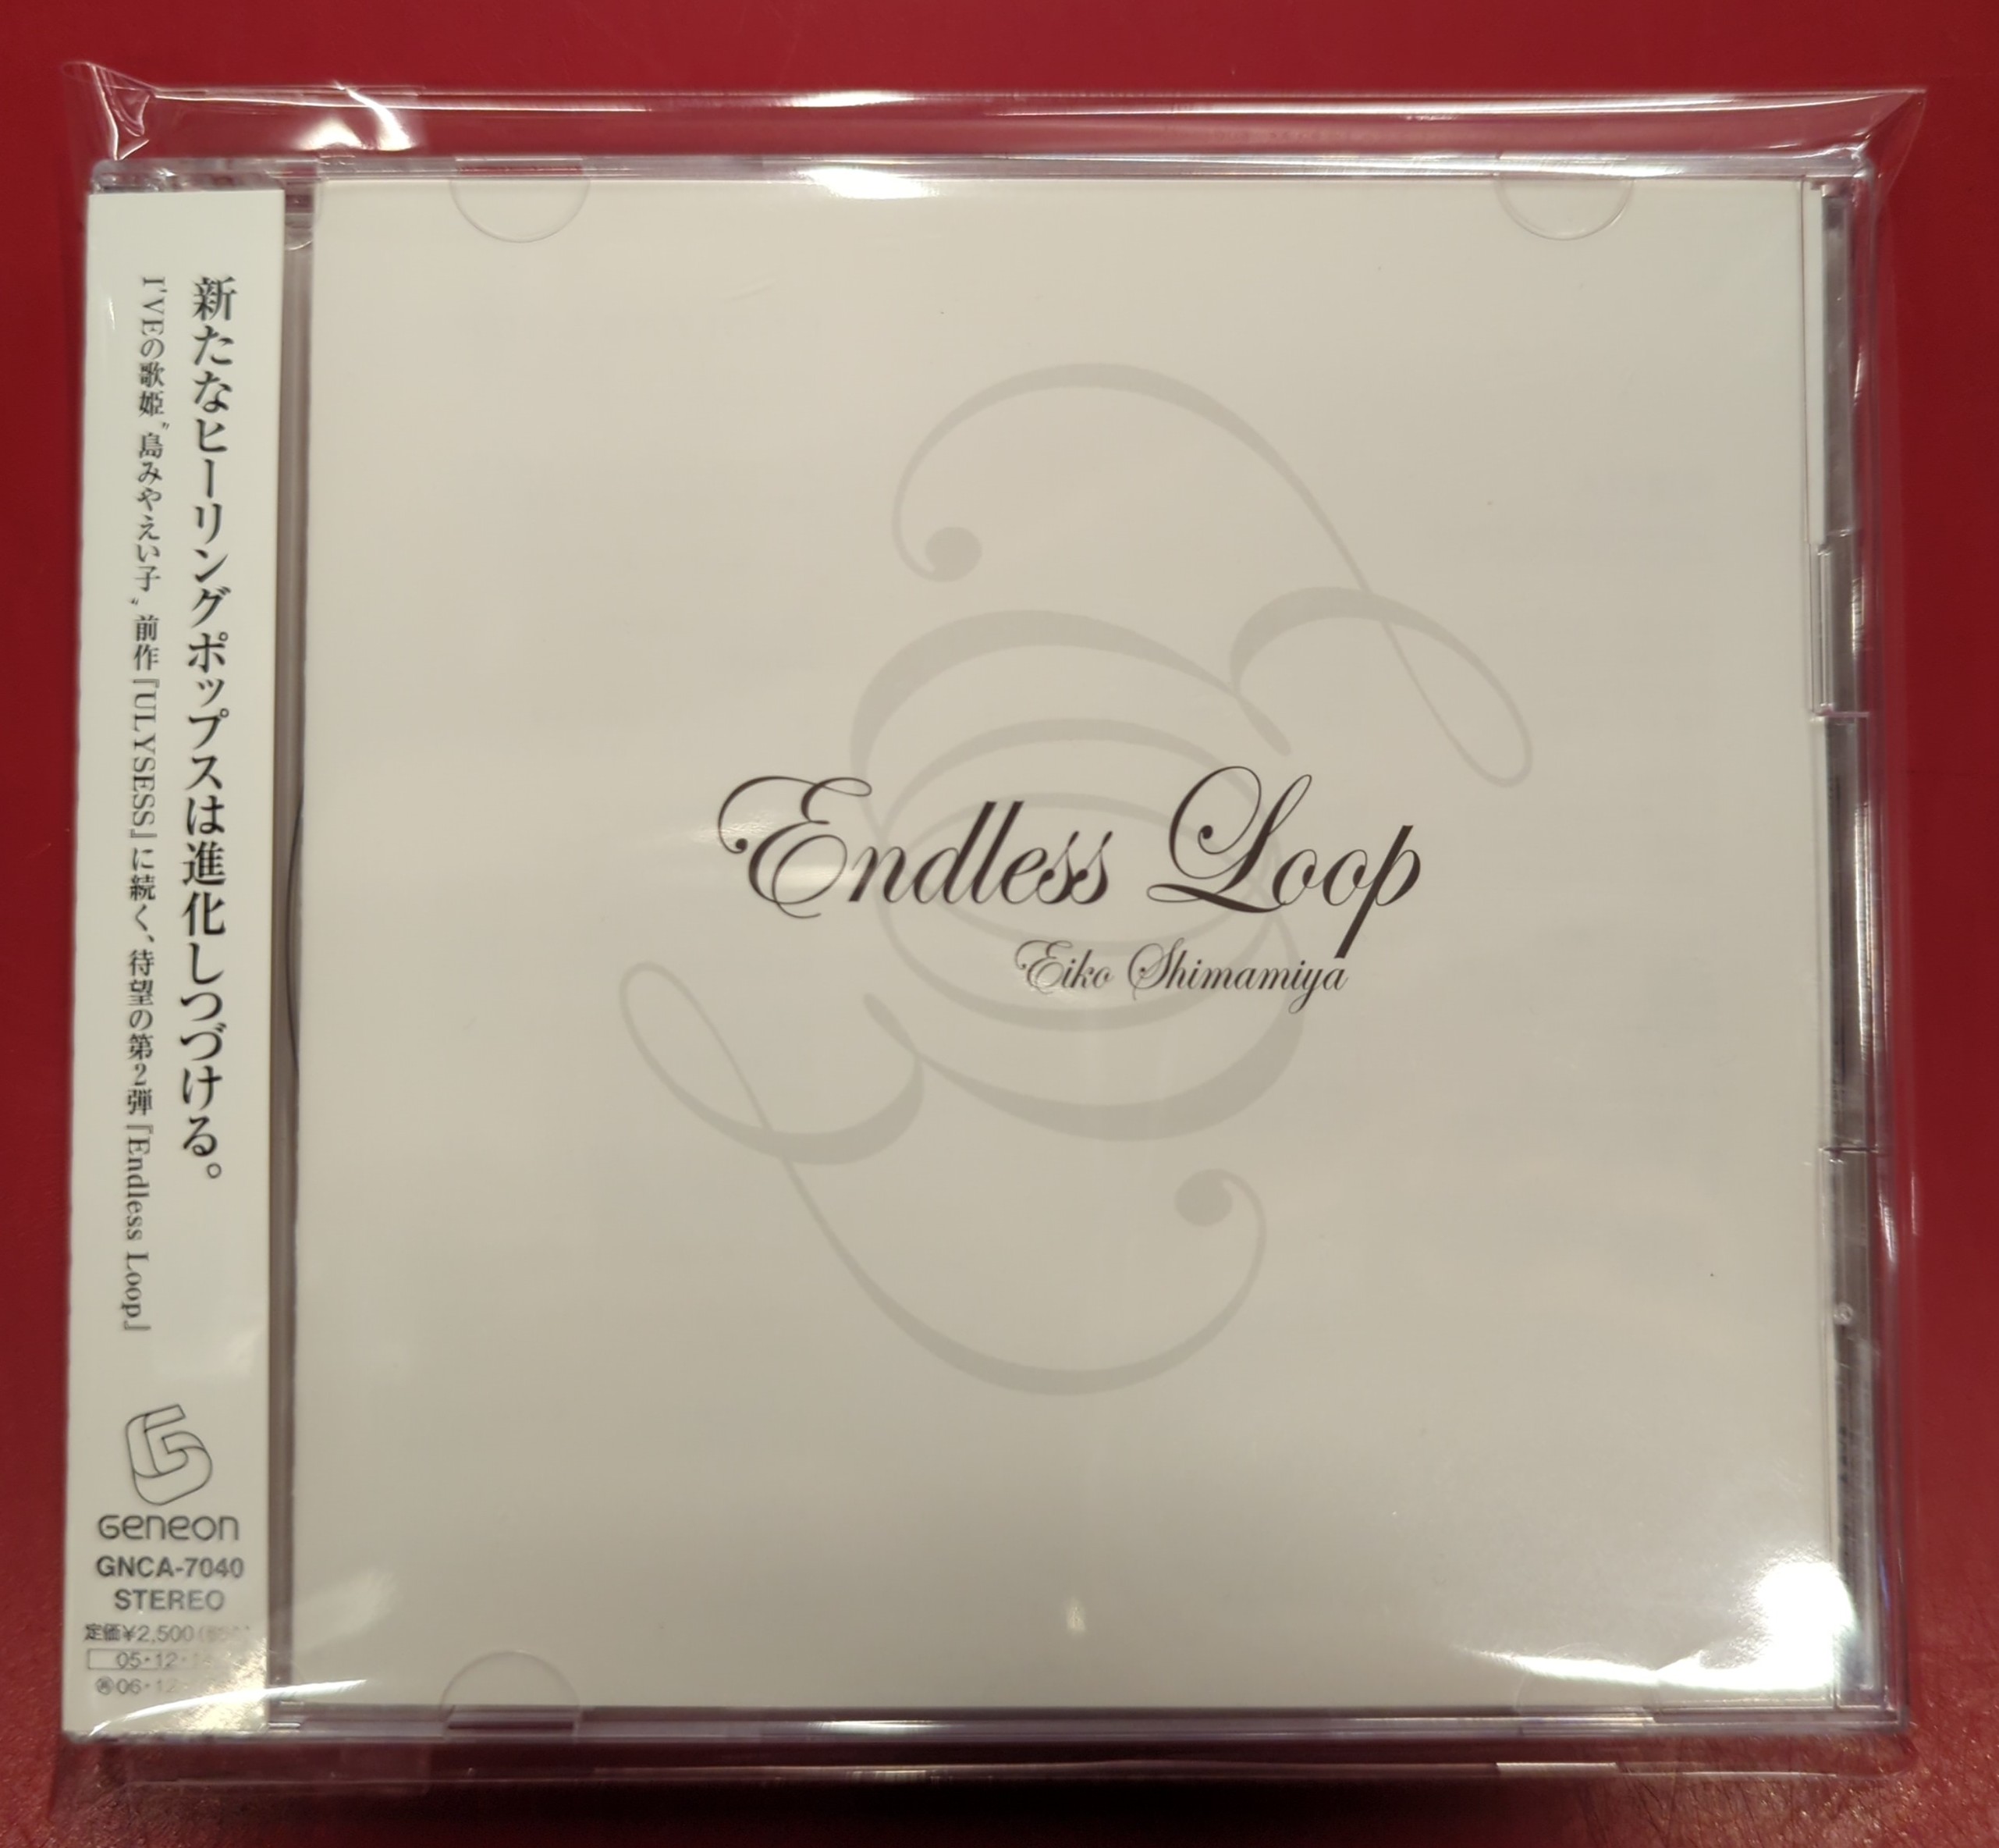 新たなヒーリングポップスは進化しつづける。
I'VEの歌姫〝島みやえい子〟前作『ULYSESS』に続く、待望の第2弾『Endless Loop』
Geneon
GNCA-7040
STEREO
定価¥2,500
05・12・
06・12
Endless Loop
Eiko Shimamiya